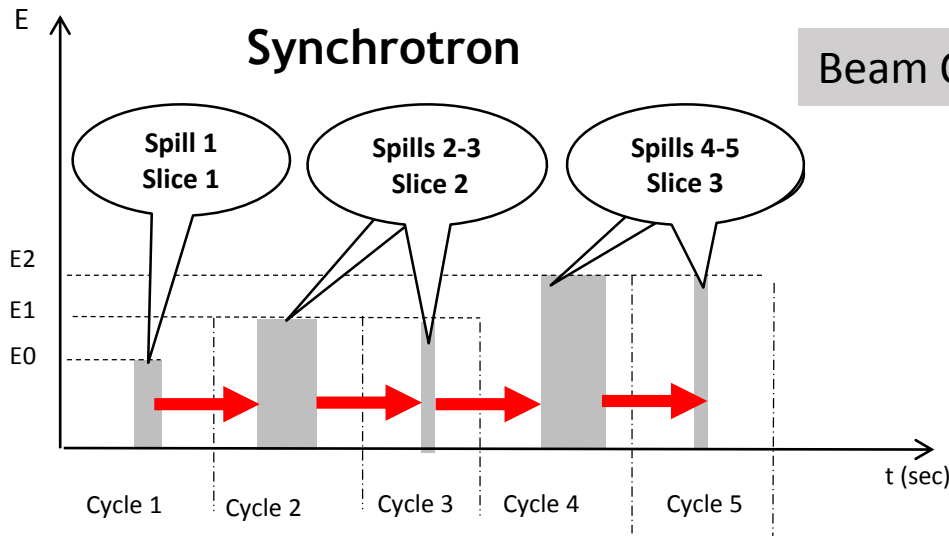 E
Synchrotron
Beam
Spill 1
Slice 1
Spills 2-3
Slice 2
Spills 4-5
Slice 3
E2
E1
E0
t (sec)
Cycle 1
Cycle 2
Cycle 3
Cycle 4
Cycle 5